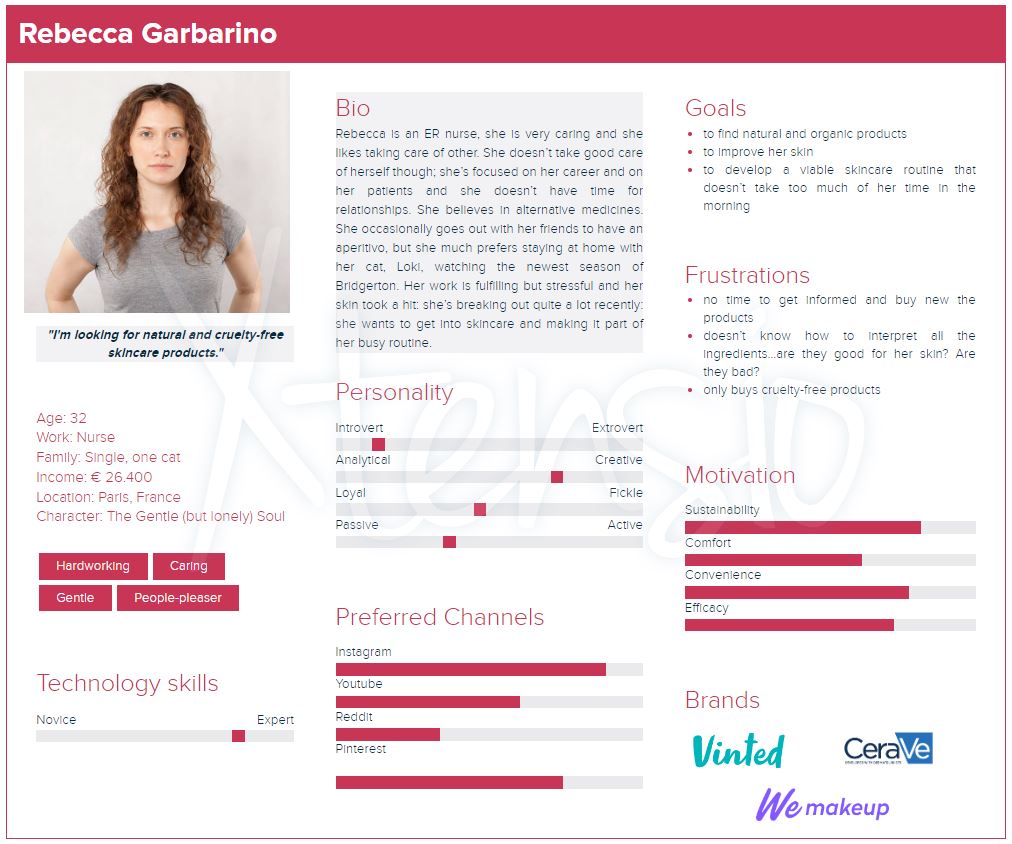 Rebecca Garbarino
"I'm looking for natural and cruelty-free
skincare products."
Age: 32
Work: Nurse
Family: Single, one cat
Income: € 26.400
Location: Paris, France
Character: The Gentle (but lonely) Soul
Hardworking Caring
Gentle People-pleaser
Technology skills
Novice Expert
Bio
Rebecca is an ER nurse, she is very caring and she
likes taking care of other. She doesn't take good care
of herself though; she's focused on her career and on
her patients and she doesn't have time for
relationships. She believes in alternative medicines.
She occasionally goes out with her friends to have an
aperitivo, but she much prefers staying at home with
her cat, Loki, watching the newest season of
Bridgerton. Her work is fulfilling but stressful and her
skin took a hit: she's breaking out quite a lot recently:
she wants to get into skincare and making it part of
her busy routine.
Personality
Introvert Extrovert
Analytical Creative
Loyal Fickle
Passive Active
Preferred Channels
Instagram
Youtube
Reddit
Pinterest
Goals
to find natural and organic products
to improve her skin
to develop a viable skincare routine that
doesn't take too much of her time in the
morning
Frustrations
no time to get informed and buy new the
products
doesn't know how to interpret all the
ingredients...are they good for her skin? Are
they bad?
only buys cruelty-free products
Motivation
Sustainability
Comfort
Convenience
Efficacy
Brands
Vinted CeraVe
We makeup
Xtensio